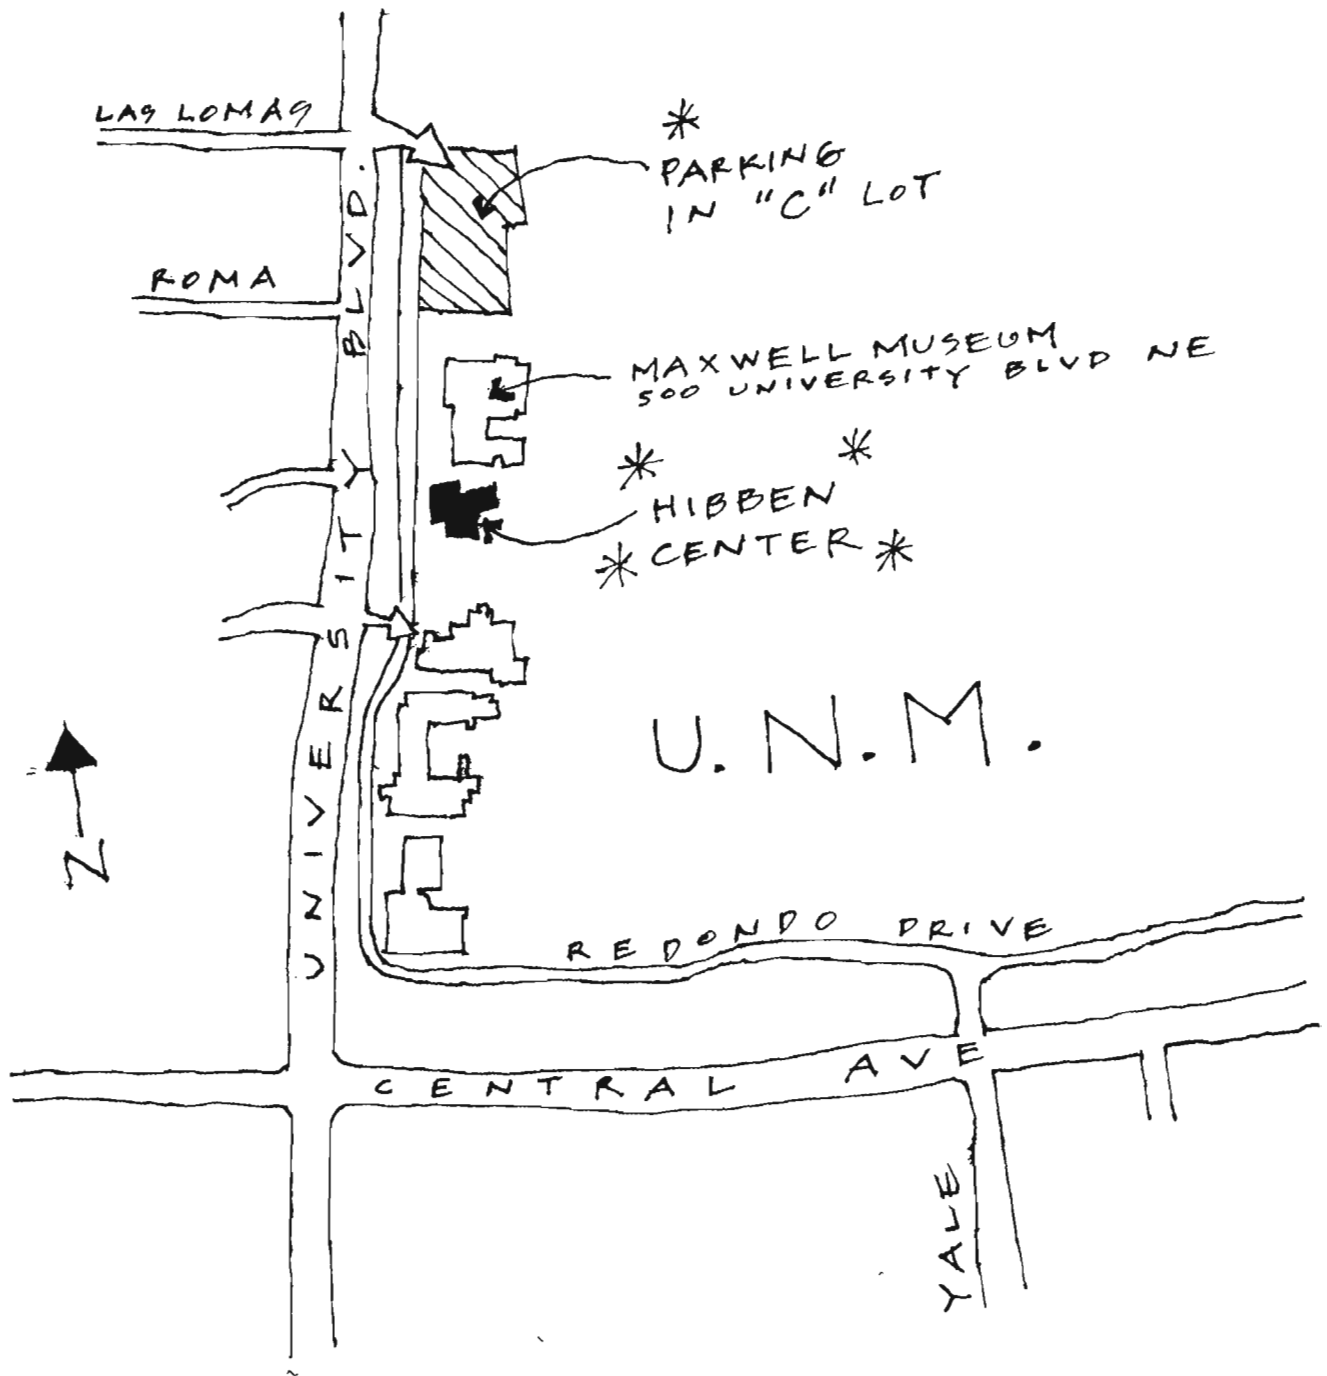 LAS LOMAS
*
PARKING
IN "C" LOT
ROMA
MAXWELL MUSEUM
500 UNIVERSITY BLVD NE
* *
HIBBEN
* CENTER *
UNIVERSITY BLVD.
U.N.M.
N
REDONDO DRIVE
CENTRAL AVE
YALE